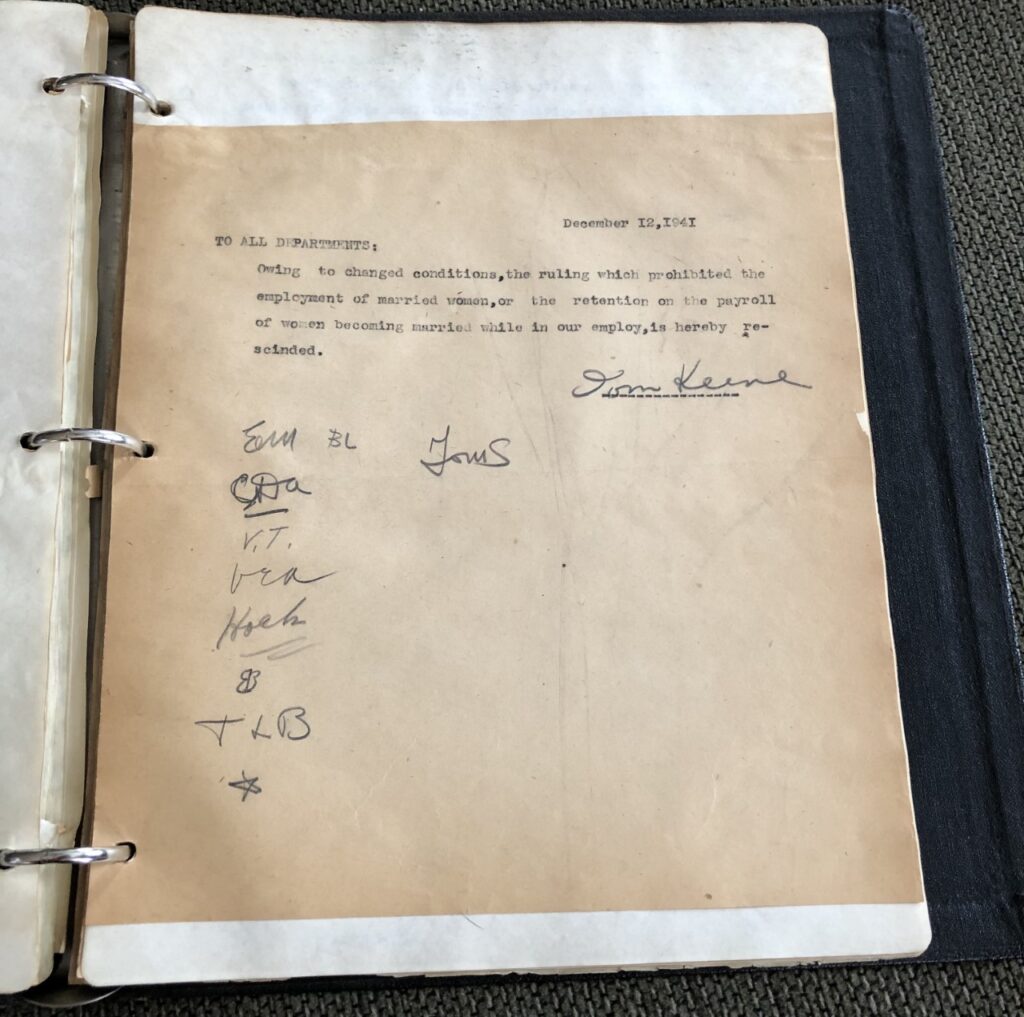 December 12,1941
TO ALL DEPARTMENTS:
Owing to changed conditions,the ruling which prohibited the
employment of married women,or the retention on the payroll
of women becoming married while in our employ,is hereby re-
scinded.
Tom Keene
BL
V.T.
TLB